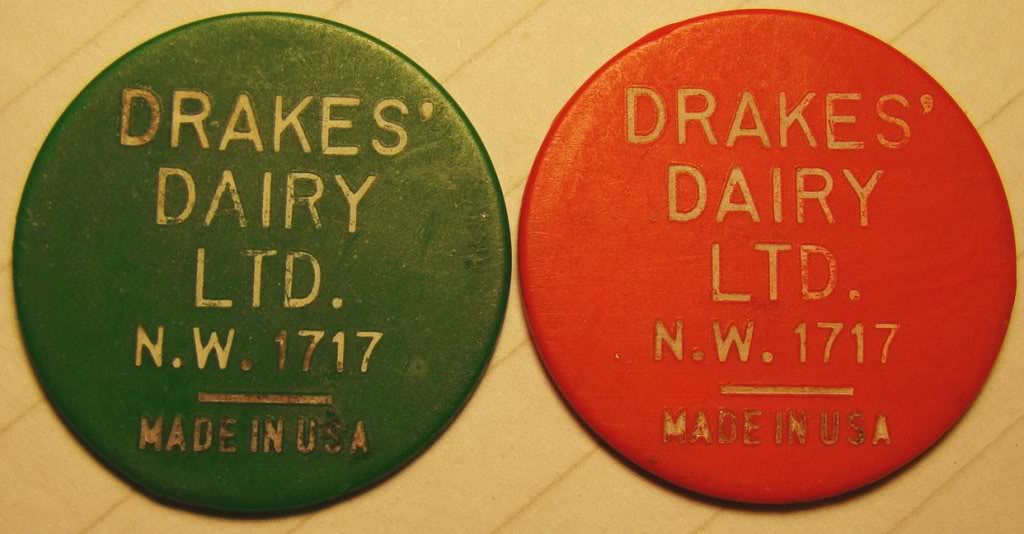 DRAKES'
DAIRY
LTD.
N.W. 1717
MADE IN USA
DRAKES'
DAIRY
LTD.
N.W. 1717
MADE IN USA